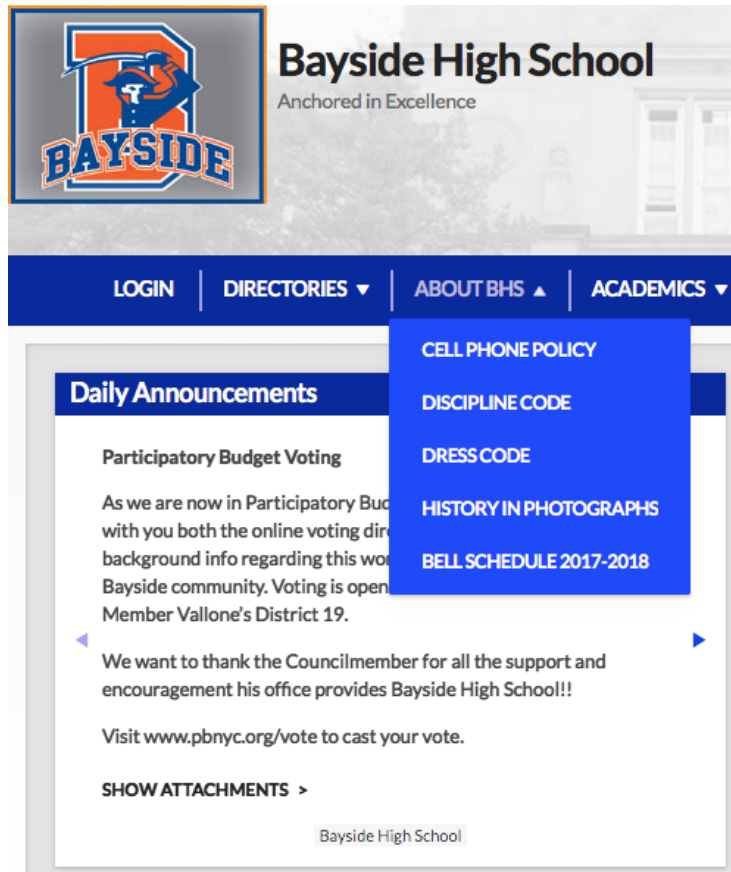 B
BAYSIDE
Bayside High School
Anchored in Excellence
LOGIN
DIRECTORIES ▼
ABOUT BHS ▲
ACADEMICS ▼
CELL PHONE POLICY
DISCIPLINE CODE
DRESS CODE
HISTORY IN PHOTOGRAPHS
BELL SCHEDULE 2017-2018
Daily Announcements
Participatory Budget Voting
As we are now in Participatory
with you both the online voting
background info regarding this
Bayside community. Voting is open
Member Vallone's District 19.
We want to thank the Councilmember for all the support and
encouragement his office provides Bayside High School!!
Visit www.pbnyc.org/vote to cast your vote.
SHOW ATTACHMENTS >
Bayside High School